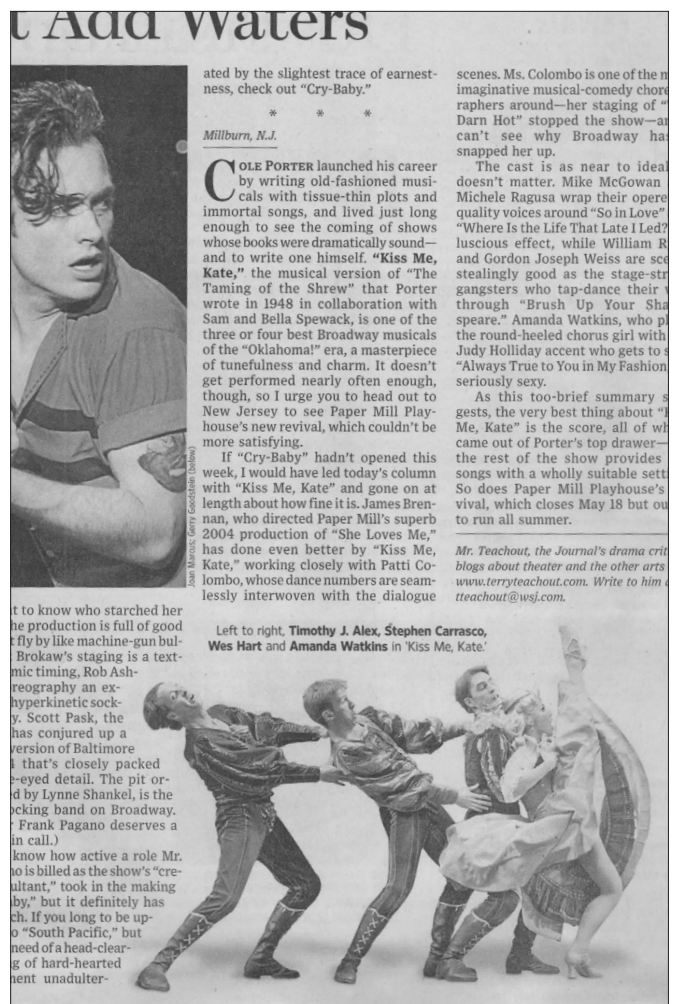 t Add Waters
t to know who starched her
he production is full of good
t fly by like machine-gun bul-
Brokaw's staging is a text-
mic timing, Rob Ash-
reography an ex-
hyperkinetic sock-
y. Scott Pask, the
has conjured up a
version of Baltimore
that's closely packed
e-eyed detail. The pit or-
d by Lynne Shankel, is the
ocking band on Broadway.
Frank Pagano deserves a
in call.)
know how active a role Mr.
ho is billed as the show's "cre-
ultant," took in the making
by," but it definitely has
ch. If you long to be up-
o "South Pacific," but
need of a head-clear-
g of hard-hearted
ment unadulter-
ated by the slightest trace of earnest-
ness, check out "Cry-Baby."
* * *
Millburn, N.J.
COLE PORTER launched his career
by writing old-fashioned musi-
cals with tissue-thin plots and
immortal songs, and lived just long
enough to see the coming of shows
whose books were dramatically sound—
and to write one himself. "Kiss Me,
Kate," the musical version of "The
Taming of the Shrew" that Porter
wrote in 1948 in collaboration with
Sam and Bella Spewack, is one of the
three or four best Broadway musicals
of the "Oklahoma!" era, a masterpiece
of tunefulness and charm. It doesn't
get performed nearly often enough,
though, so I urge you to head out to
New Jersey to see Paper Mill Play-
house's new revival, which couldn't be
more satisfying.
If "Cry-Baby" hadn't opened this
week, I would have led today's column
with "Kiss Me, Kate" and gone on at
length about how fine it is. James Bren-
nan, who directed Paper Mill's superb
2004 production of "She Loves Me,"
has done even better by "Kiss Me,
Kate," working closely with Patti Co-
lombo, whose dance numbers are seam-
lessly interwoven with the dialogue
scenes. Ms. Colombo is one of the m
imaginative musical-comedy chore
raphers around—her staging of "
Darn Hot" stopped the show—a
can't see why Broadway has
snapped her up.
The cast is as near to ideal
doesn't matter. Mike McGowan
Michele Ragusa wrap their opere
quality voices around "So in Love"
"Where Is the Life That Late I Led?
luscious effect, while William R
and Gordon Joseph Weiss are sce
stealingly good as the stage-str
gangsters who tap-dance their
through "Brush Up Your Sha
speare." Amanda Watkins, who pl
the round-heeled chorus girl with
Judy Holliday accent who gets to s
"Always True to You in My Fashion,
seriously sexy.
As this too-brief summary s
gests, the very best thing about "
Me, Kate" is the score, all of wh
came out of Porter's top drawer—
the rest of the show provides
songs with a wholly suitable sett
So does Paper Mill Playhouse's
vival, which closes May 18 but ou
to run all summer.
Mr. Teachout, the Journal's drama crit
blogs about theater and the other arts
www.terryteachout.com. Write to him
tteachout@wsj.com.
Joan Marcus; Gerry Goodstein (below)
Left to right, Timothy J. Alex, Stephen Carrasco,
Wes Hart and Amanda Watkins in 'Kiss Me, Kate.'